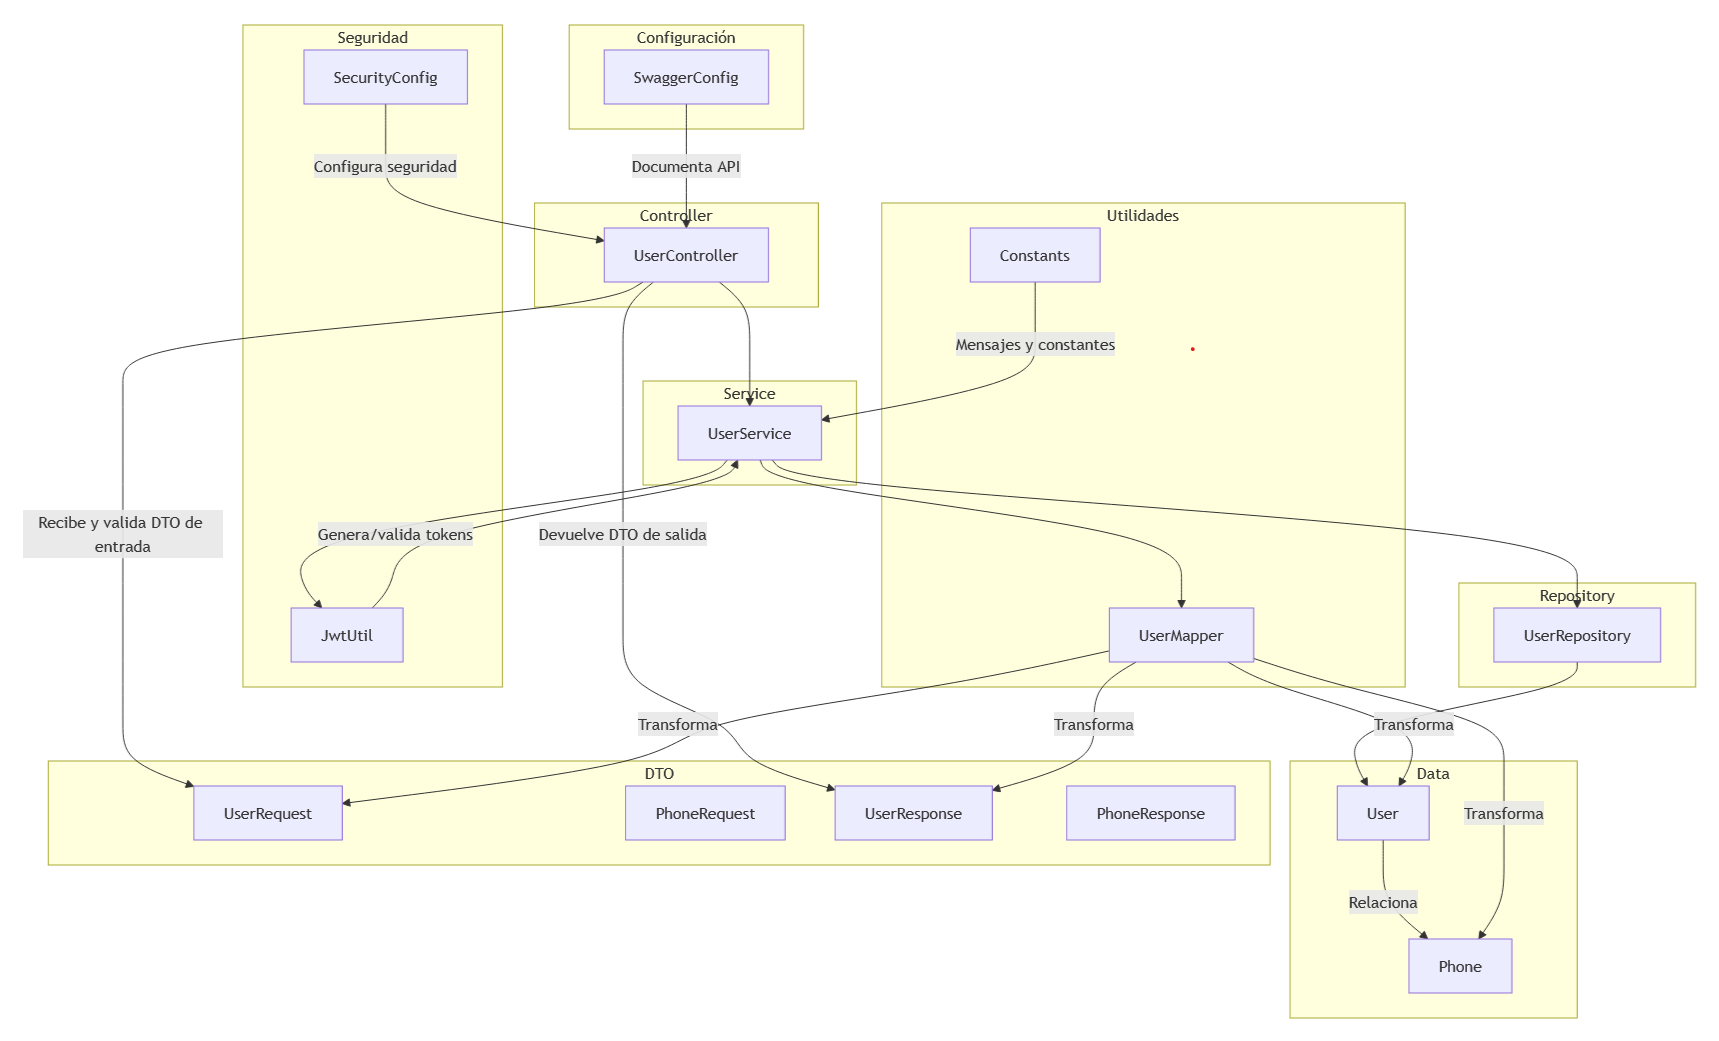 Seguridad
Configuración
SecurityConfig
SwaggerConfig
Configura seguridad
Documenta API
Controller
Utilidades
UserController
Constants
Mensajes y constantes
Service
UserService
Recibe y valida DTO de
entrada
Genera/valida tokens
Devuelve DTO de salida
Repository
JwtUtil
UserMapper
UserRepository
Transforma
Transforma
Transforma
DTO
Data
UserRequest
PhoneRequest
UserResponse
PhoneResponse
User
Transforma
Relaciona
Phone